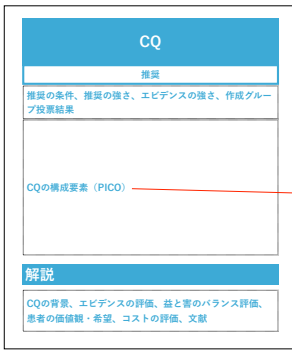 CQ
推奨
推奨の条件、推奨の強さ、エビデンスの強さ、作成グルー
プ投票結果
CQの構成要素（PICO）
解説
CQの背景、エビデンスの評価、益と害のバランス評価、
患者の価値観・希望、コストの評価、文献